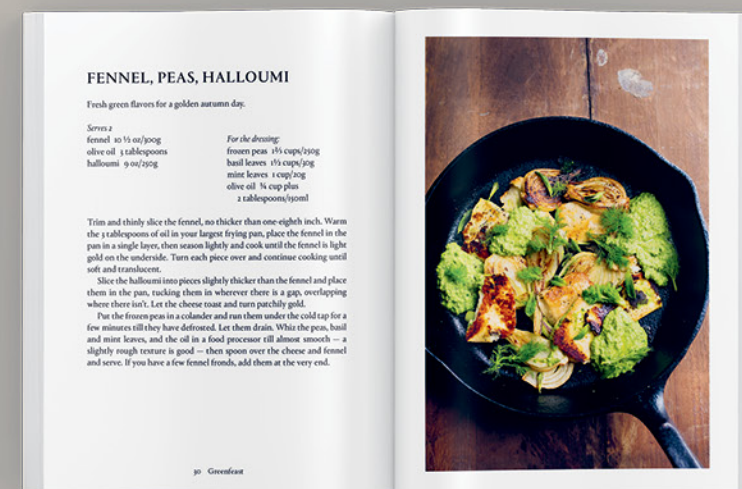 FENNEL, PEAS, HALLOUMI
Fresh green flavors for a golden autumn day.
Serves 2
fennel 10 ½ oz/300g
olive oil 3 tablespoons
halloumi 9 oz/250g
For the dressing:
frozen peas 1⅔ cups/250g
basil leaves 1½ cups/30g
mint leaves 1 cup/20g
olive oil ¾ cup plus
2 tablespoons/150ml
Trim and thinly slice the fennel, no thicker than one-eighth inch. Warm
the 3 tablespoons of oil in your largest frying pan, place the fennel in the
pan in a single layer, then season lightly and cook until the fennel is light
gold on the underside. Turn each piece over and continue cooking until
soft and translucent.
Slice the halloumi into pieces slightly thicker than the fennel and place
them in the pan, tucking them in wherever there is a gap, overlapping
where there isn't. Let the cheese toast and turn patchily gold.
Put the frozen peas in a colander and run them under the cold tap for a
few minutes till they have defrosted. Let them drain. Whiz the peas, basil
and mint leaves, and the oil in a food processor till almost smooth — a
slightly rough texture is good — then spoon over the cheese and fennel
and serve. If you have a few fennel fronds, add them at the very end.
30 Greenfeast